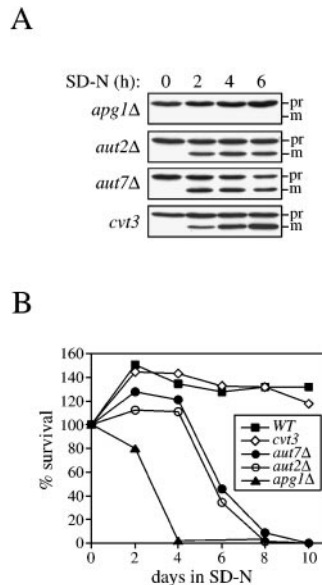 A
SD-N (h): 0 2 4 6
apg1Δ pr m
aut2Δ pr m
aut7Δ pr m
cvt3 pr m
B
160
140
120
100
80
60
40
20
0
% survival
WT
cvt3
aut7Δ
aut2Δ
apg1Δ
0 2 4 6 8 10
days in SD-N